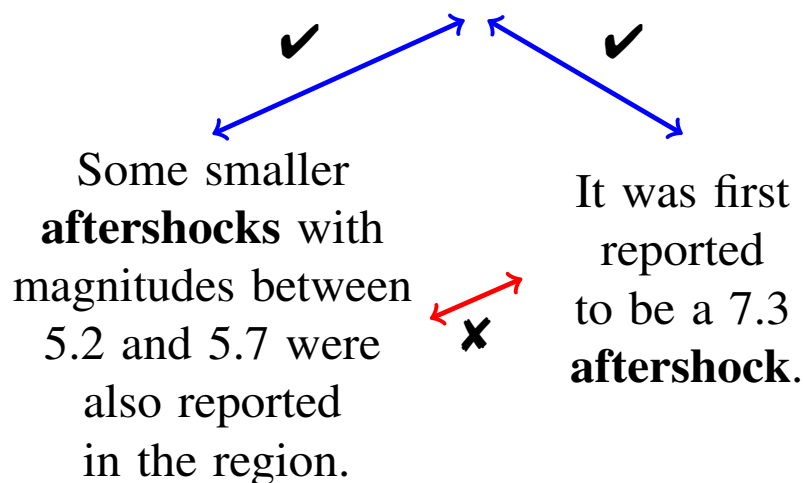 ✔ ✔
Some smaller
aftershocks with
magnitudes between
5.2 and 5.7 were
also reported
in the region.
✘
It was first
reported
to be a 7.3
aftershock.